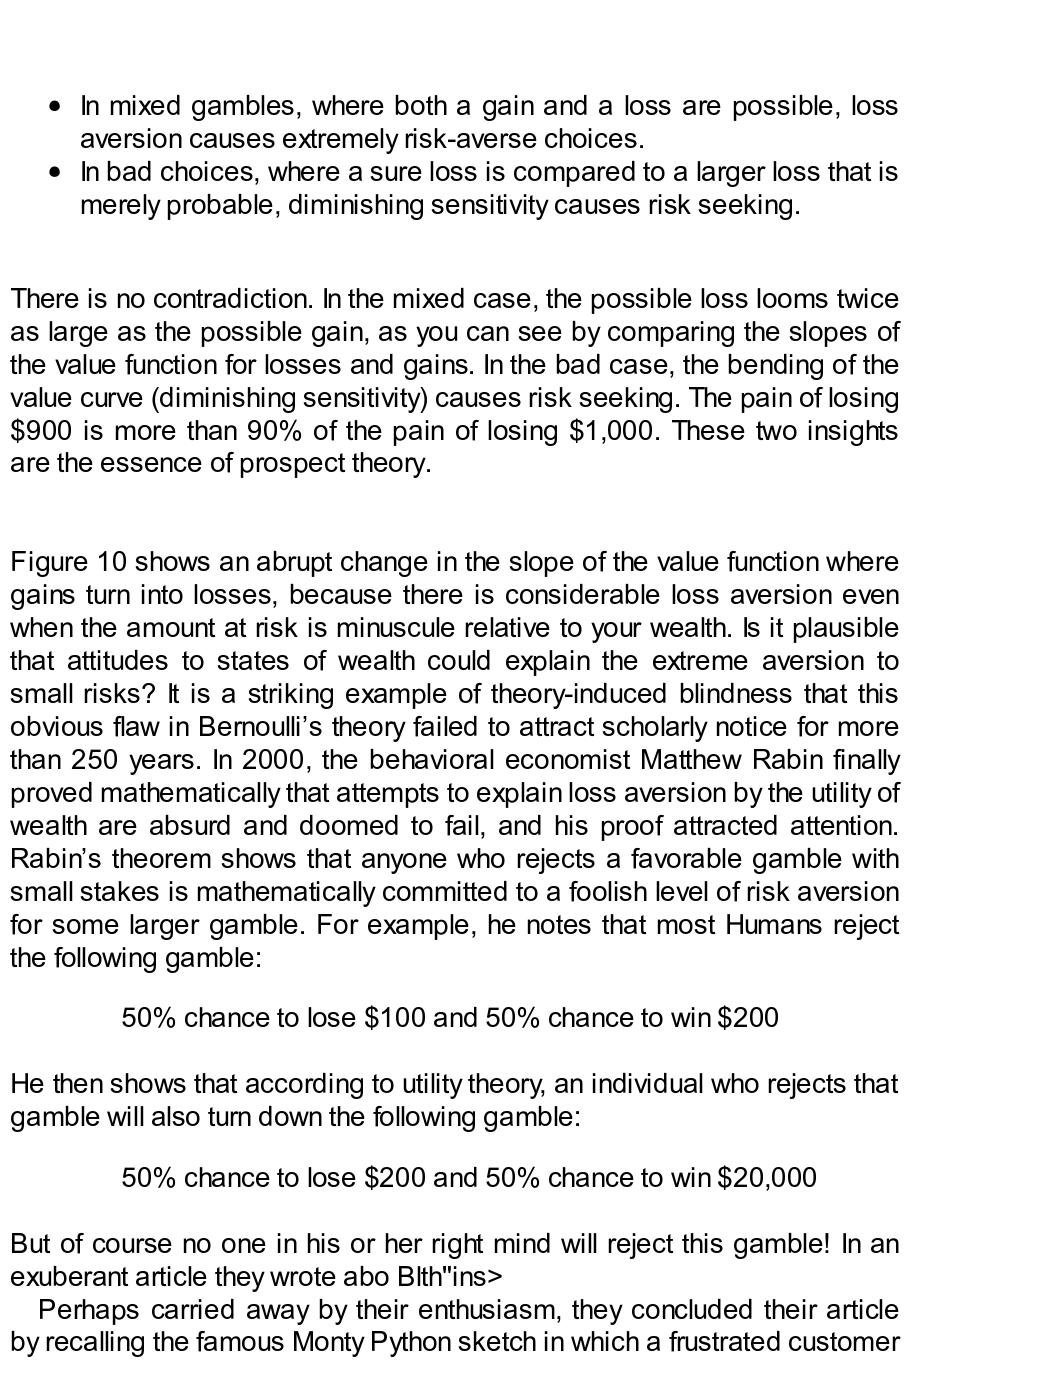 • In mixed gambles, where both a gain and a loss are possible, loss
aversion causes extremely risk-averse choices.
• In bad choices, where a sure loss is compared to a larger loss that is
merely probable, diminishing sensitivity causes risk seeking.
There is no contradiction. In the mixed case, the possible loss looms twice
as large as the possible gain, as you can see by comparing the slopes of
the value function for losses and gains. In the bad case, the bending of the
value curve (diminishing sensitivity) causes risk seeking. The pain of losing
$900 is more than 90% of the pain of losing $1,000. These two insights
are the essence of prospect theory.
Figure 10 shows an abrupt change in the slope of the value function where
gains turn into losses, because there is considerable loss aversion even
when the amount at risk is minuscule relative to your wealth. Is it plausible
that attitudes to states of wealth could explain the extreme aversion to
small risks? It is a striking example of theory-induced blindness that this
obvious flaw in Bernoulli’s theory failed to attract scholarly notice for more
than 250 years. In 2000, the behavioral economist Matthew Rabin finally
proved mathematically that attempts to explain loss aversion by the utility of
wealth are absurd and doomed to fail, and his proof attracted attention.
Rabin’s theorem shows that anyone who rejects a favorable gamble with
small stakes is mathematically committed to a foolish level of risk aversion
for some larger gamble. For example, he notes that most Humans reject
the following gamble:
50% chance to lose $100 and 50% chance to win $200
He then shows that according to utility theory, an individual who rejects that
gamble will also turn down the following gamble:
50% chance to lose $200 and 50% chance to win $20,000
But of course no one in his or her right mind will reject this gamble! In an
exuberant article they wrote abo Blth"ins>
Perhaps carried away by their enthusiasm, they concluded their article
by recalling the famous Monty Python sketch in which a frustrated customer